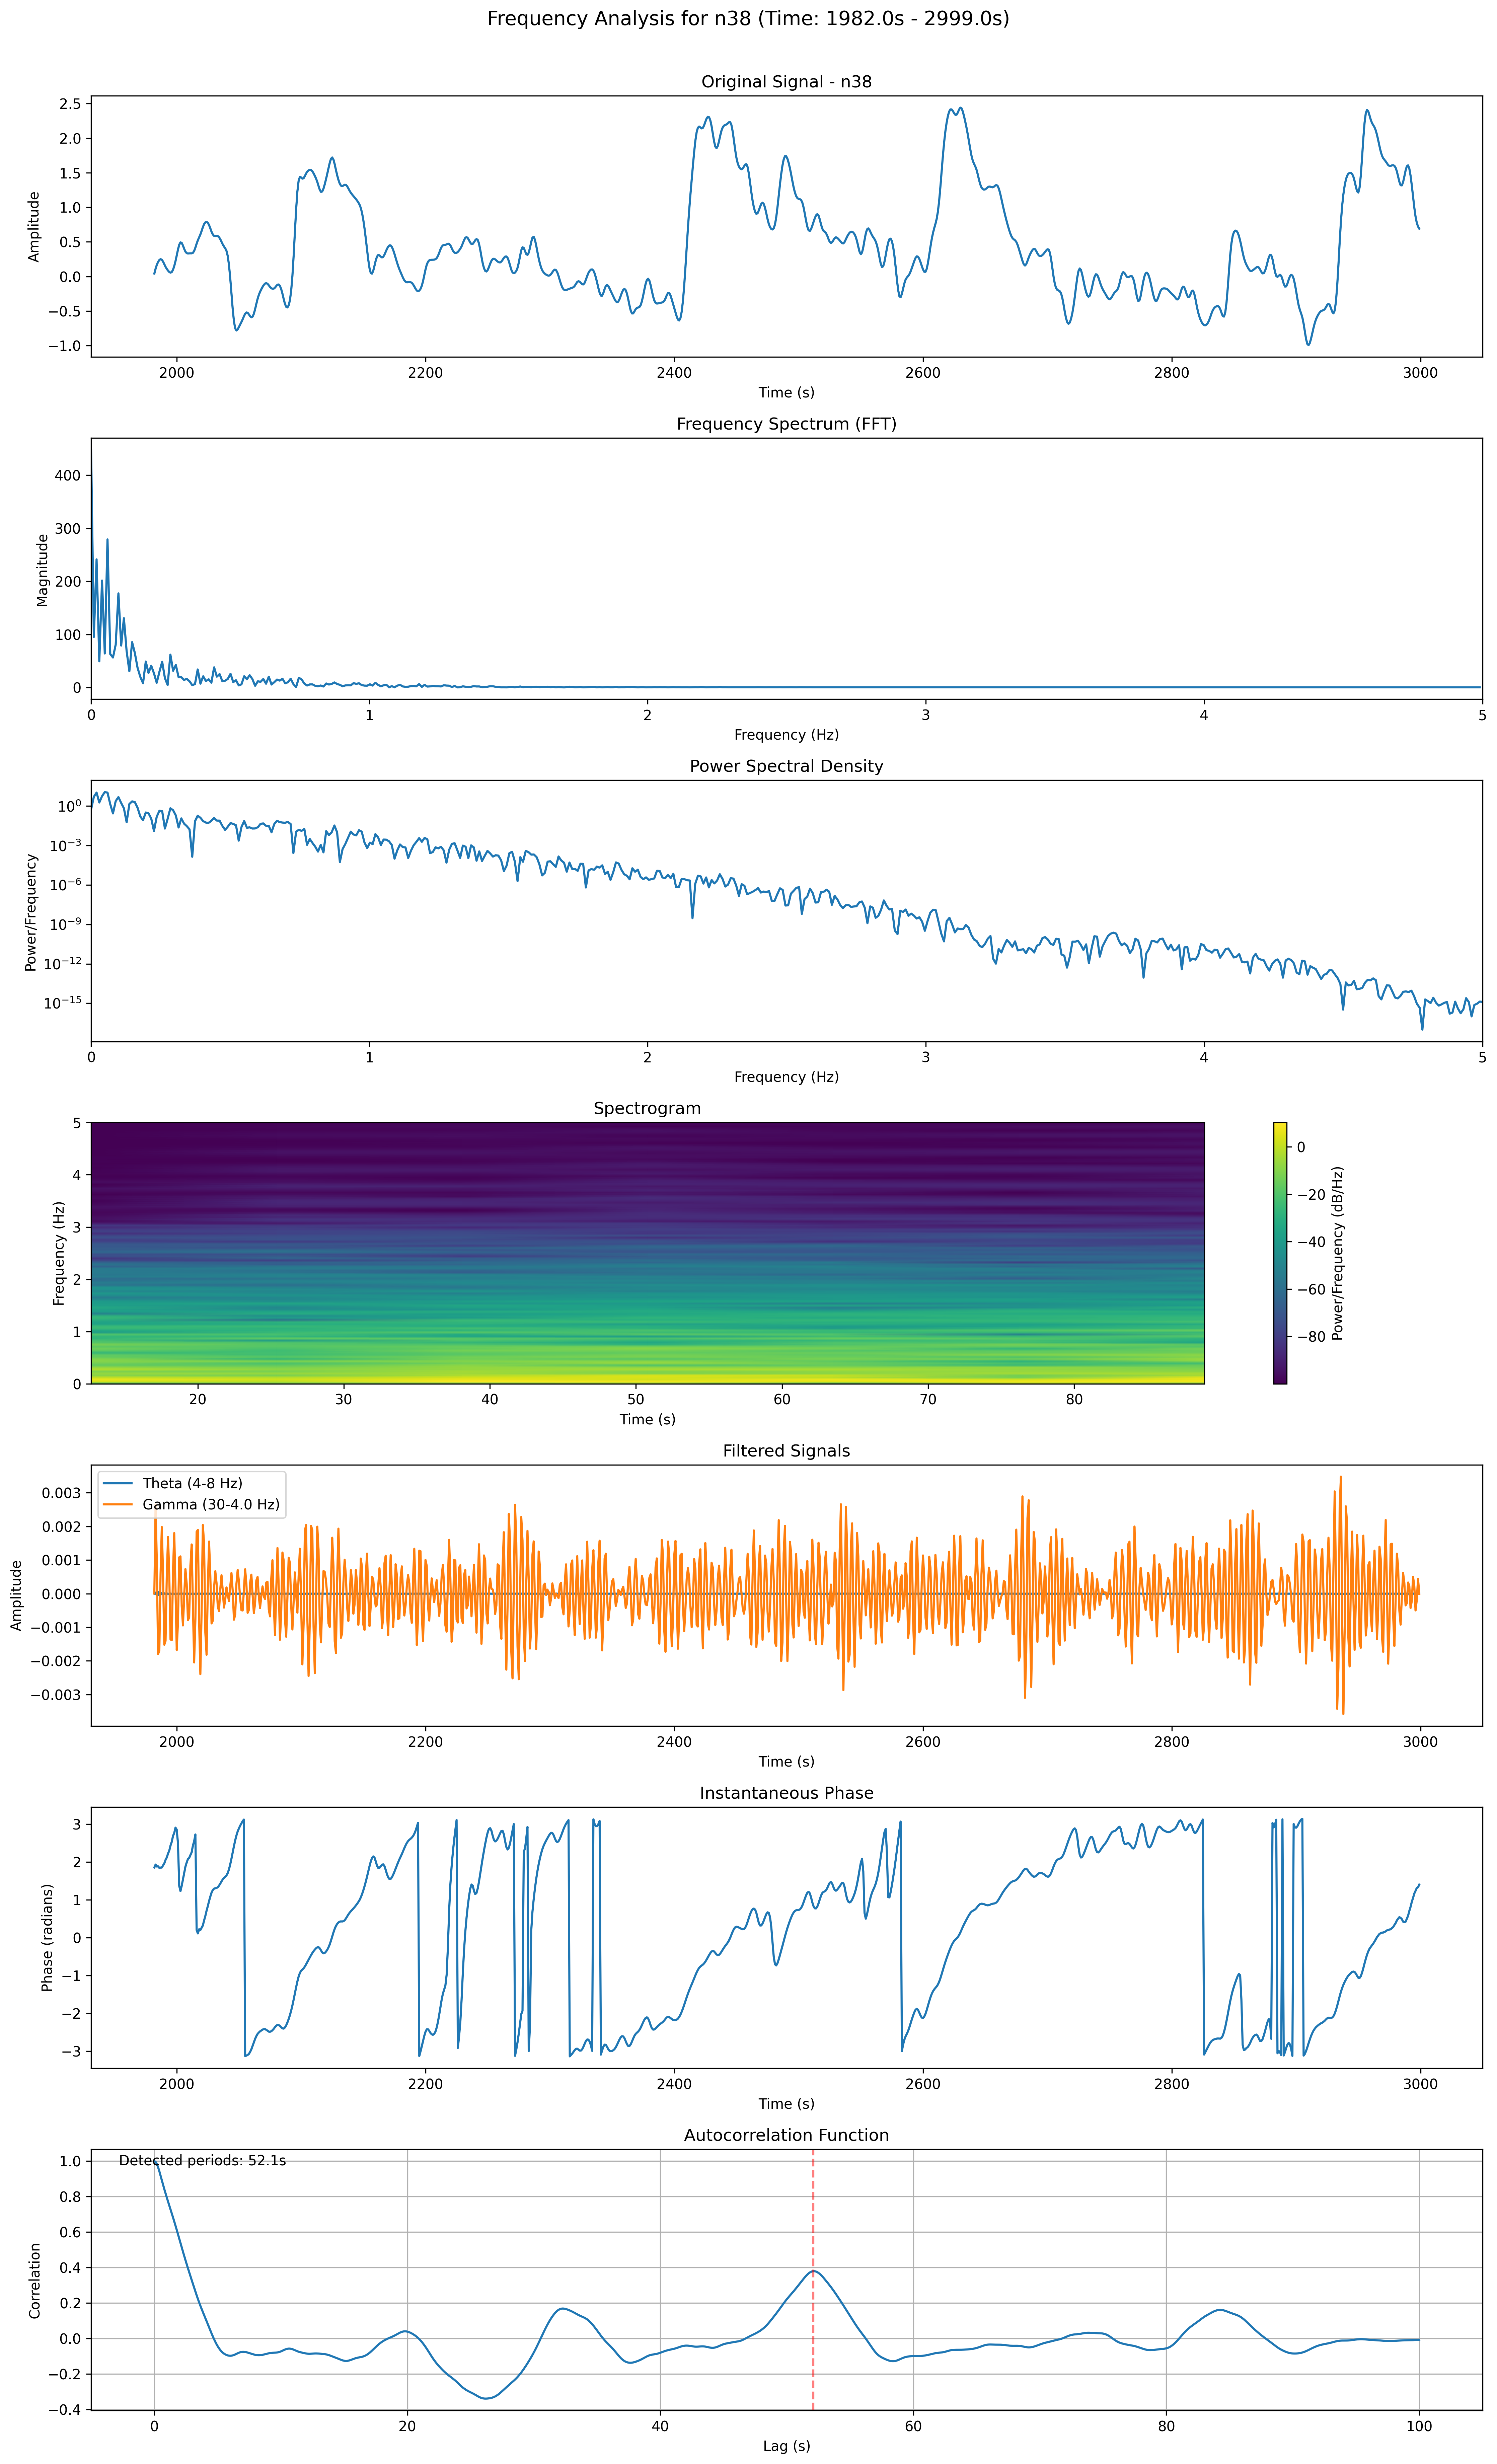 Frequency Analysis for n38 (Time: 1982.0s - 2999.0s)
Original Signal - n38
Amplitude
2.5
2.0
1.5
1.0
0.5
0.0
−0.5
−1.0
2000 2200 2400 2600 2800 3000
Time (s)
Frequency Spectrum (FFT)
Magnitude
400
300
200
100
0
0 1 2 3 4 5
Frequency (Hz)
Power Spectral Density
Power/Frequency
10⁰
10⁻³
10⁻⁶
10⁻⁹
10⁻¹²
10⁻¹⁵
0 1 2 3 4 5
Frequency (Hz)
Spectrogram
Frequency (Hz)
5
4
3
2
1
0
20 30 40 50 60 70 80
Time (s)
0
−20
−40
−60
−80
Power/Frequency (dB/Hz)
Filtered Signals
Theta (4-8 Hz)
Gamma (30-4.0 Hz)
Amplitude
0.003
0.002
0.001
0.000
−0.001
−0.002
−0.003
2000 2200 2400 2600 2800 3000
Time (s)
Instantaneous Phase
Phase (radians)
3
2
1
0
−1
−2
−3
2000 2200 2400 2600 2800 3000
Time (s)
Autocorrelation Function
Detected periods: 52.1s
Correlation
1.0
0.8
0.6
0.4
0.2
0.0
−0.2
−0.4
0 20 40 60 80 100
Lag (s)